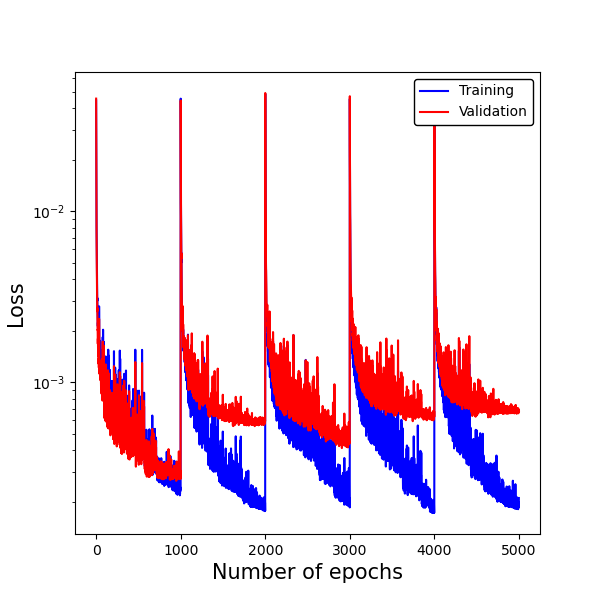 Training
Validation
Loss
10⁻²
10⁻³
0 1000 2000 3000 4000 5000
Number of epochs